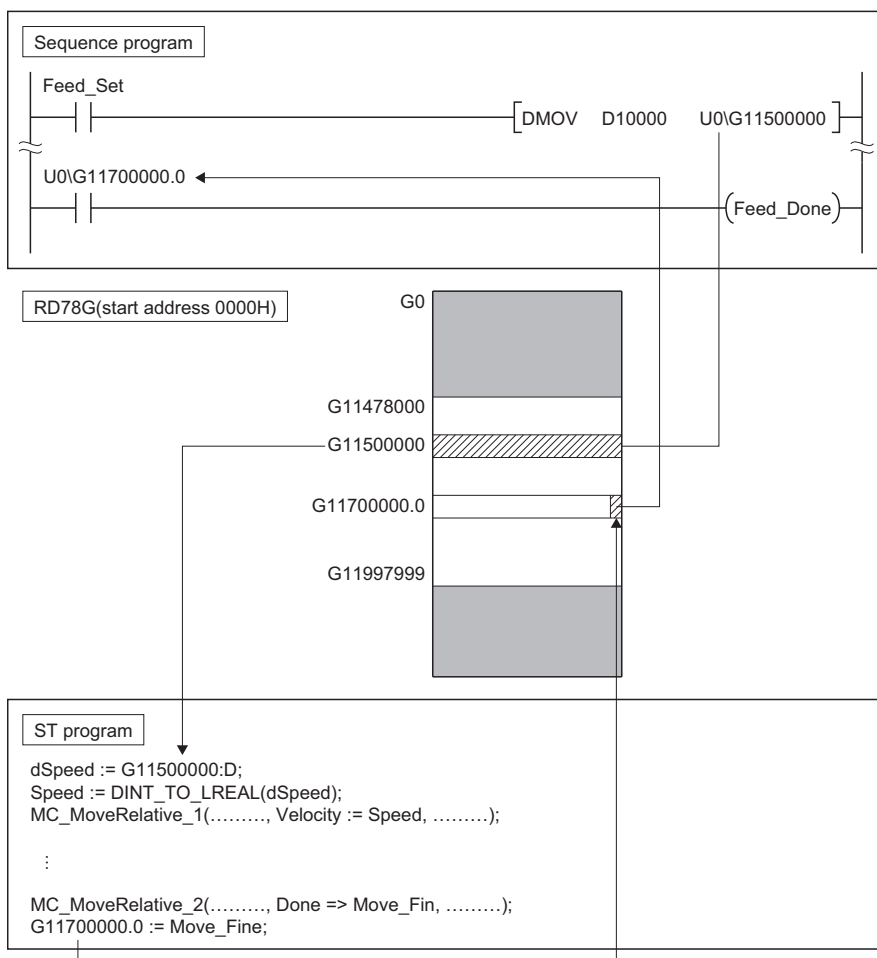 Sequence program
Feed_Set
DMOV D10000 U0\G11500000
U0\G11700000.0
Feed_Done
RD78G(start address 0000H)
G0
G11478000
G11500000
G11700000.0
G11997999
ST program
dSpeed := G11500000:D;
Speed := DINT_TO_LREAL(dSpeed);
MC_MoveRelative_1(………, Velocity := Speed, ………);
⋮
MC_MoveRelative_2(………, Done => Move_Fin, ………);
G11700000.0 := Move_Fine;